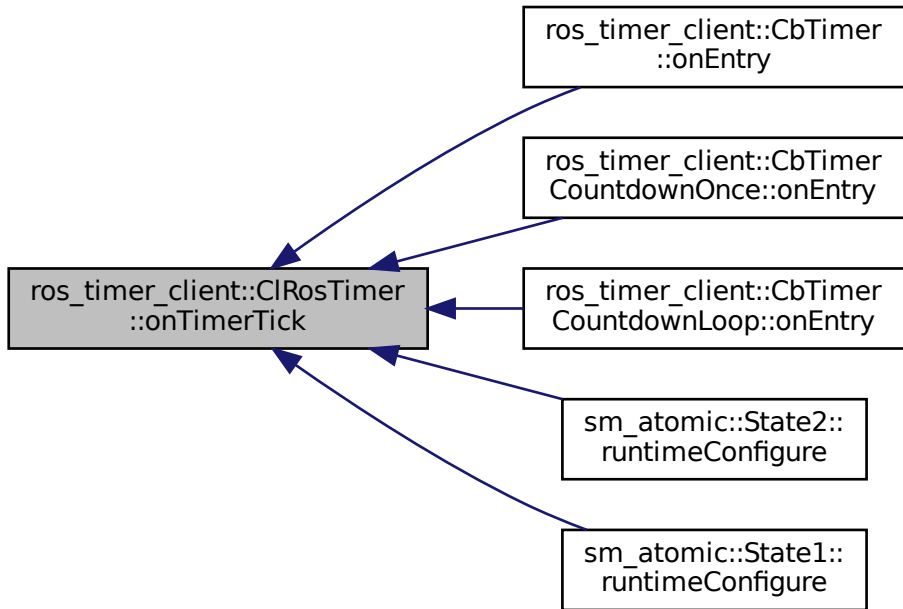 ros_timer_client::CbTimer
::onEntry
ros_timer_client::CbTimer
CountdownOnce::onEntry
ros_timer_client::ClRosTimer
::onTimerTick
ros_timer_client::CbTimer
CountdownLoop::onEntry
sm_atomic::State2::
runtimeConfigure
sm_atomic::State1::
runtimeConfigure